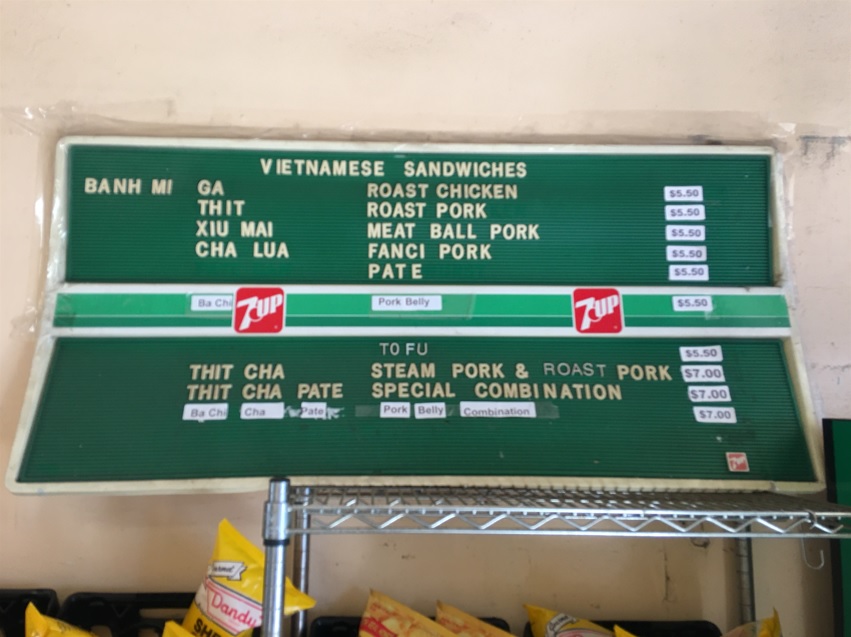 VIETNAMESE SANDWICHES
BANH MI GA ROAST CHICKEN $5.50
THIT ROAST PORK $5.50
XIU MAI MEAT BALL PORK $5.50
CHA LUA FANCI PORK $5.50
PATE $5.50
Ba Chi 7UP Pork Belly 7UP $5.50
TO FU $5.50
THIT CHA STEAM PORK & ROAST PORK $7.00
THIT CHA PATE SPECIAL COMBINATION $7.00
Ba Chi Cha Pate Pork Belly Combination $7.00
Dandy